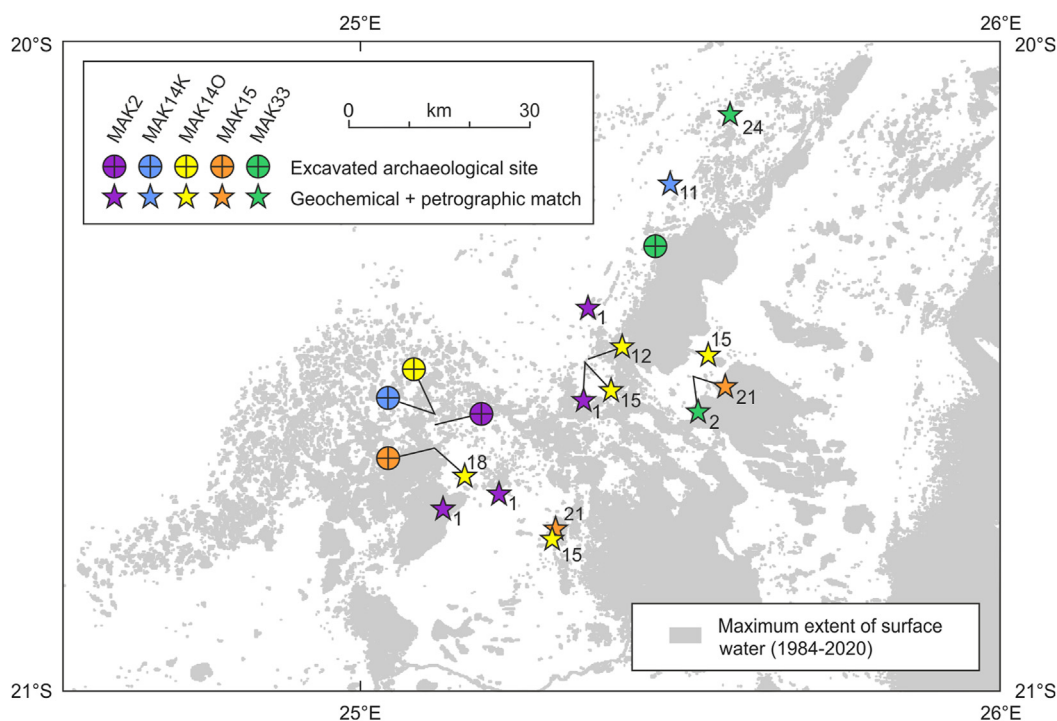 25°E
26°E
20°S
20°S
MAK2
MAK14K
MAK14O
MAK15
MAK33
0 km 30
Excavated archaeological site
Geochemical + petrographic match
24
11
1
12
15
15
1
21
2
18
1
1
21
15
Maximum extent of surface
water (1984-2020)
21°S
21°S
25°E
26°E